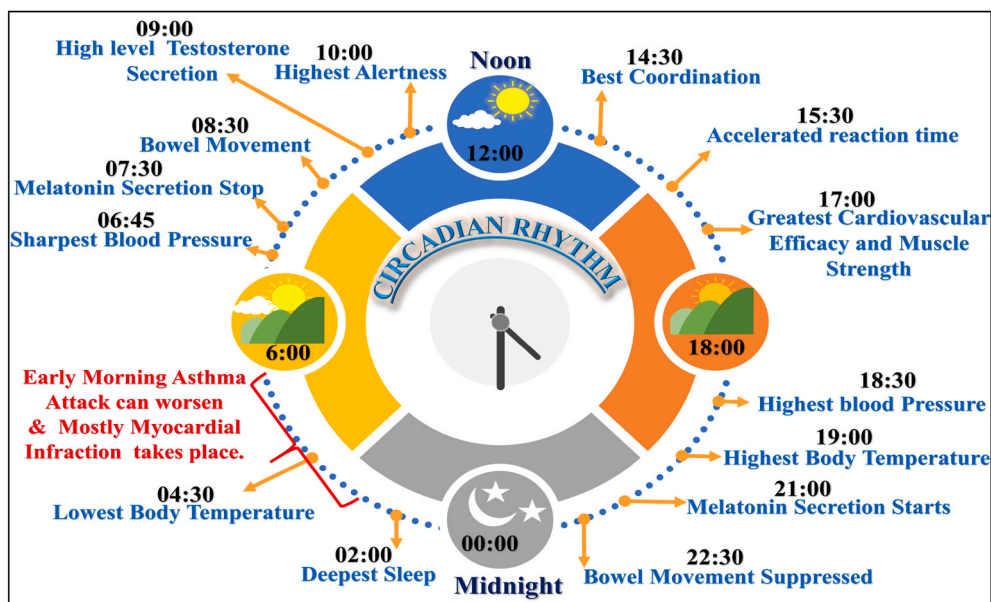 09:00
High level Testosterone
Secretion
10:00
Highest Alertness
Noon
12:00
14:30
Best Coordination
15:30
Accelerated reaction time
08:30
Bowel Movement
07:30
Melatonin Secretion Stop
06:45
Sharpest Blood Pressure
17:00
Greatest Cardiovascular
Efficacy and Muscle
Strength
CIRCADIAN RHYTHM
6:00
18:00
Early Morning Asthma
Attack can worsen
& Mostly Myocardial
Infraction takes place.
18:30
Highest blood Pressure
19:00
Highest Body Temperature
04:30
Lowest Body Temperature
21:00
Melatonin Secretion Starts
02:00
Deepest Sleep
00:00
Midnight
22:30
Bowel Movement Suppressed